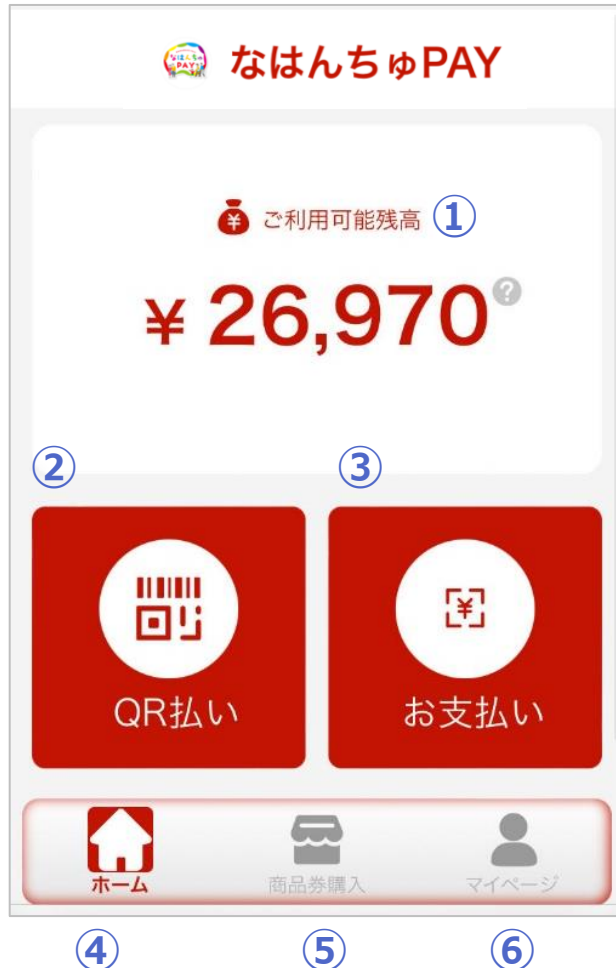 なはんちゅPAY
ご利用可能残高 ①
¥ 26,970 ?
② ③
QR払い お支払い
ホーム 商品券購入 マイページ
④ ⑤ ⑥